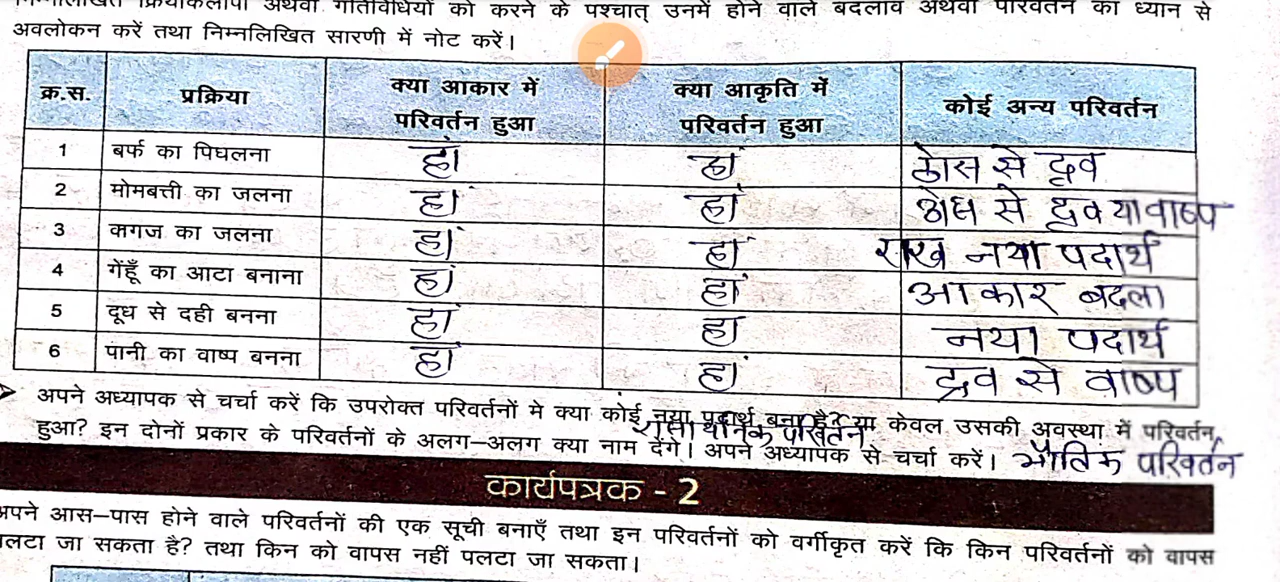 निम्नलिखित क्रियाकलापों अथवा गतिविधियों को करने के पश्चात् उनमें होने वाले बदलाव अथवा परिवर्तन का ध्यान से
अवलोकन करें तथा निम्नलिखित सारणी में नोट करें।
क्र.स. प्रक्रिया क्या आकार में परिवर्तन हुआ क्या आकृति में परिवर्तन हुआ कोई अन्य परिवर्तन
1 बर्फ का पिघलना हां हां ठोस से द्रव
2 मोमबत्ती का जलना हां हां से द्रव या वाष्प
3 कागज का जलना हां हां राख नया पदार्थ
4 गेंहूँ का आटा बनाना हां हां आकार बदला
5 दूध से दही बनना हां हां नया पदार्थ
6 पानी का वाष्प बनना हां हां द्रव से वाष्प
अपने अध्यापक से चर्चा करें कि उपरोक्त परिवर्तनों मे क्या कोई नया पदार्थ बना है? या केवल उसकी अवस्था में परिवर्तन
रासायनिक परिवर्तन
हुआ? इन दोनों प्रकार के परिवर्तनों के अलग–अलग क्या नाम देंगे। अपने अध्यापक से चर्चा करें। भौतिक परिवर्तन
कार्यपत्रक - 2
अपने आस–पास होने वाले परिवर्तनों की एक सूची बनाएँ तथा इन परिवर्तनों को वर्गीकृत करें कि किन परिवर्तनों को वापस
पलटा जा सकता है? तथा किन को वापस नहीं पलटा जा सकता।